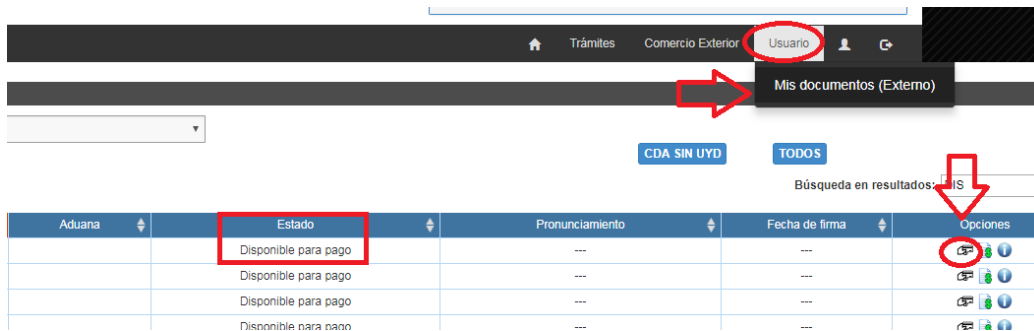 Trámites Comercio Exterior Usuario
Mis documentos (Externo)
CDA SIN UYD TODOS
Búsqueda en resultados: DIS
Aduana Estado Pronunciamiento Fecha de firma Opciones
Disponible para pago --- ---
Disponible para pago --- ---
Disponible para pago --- ---
Disponible para pago --- ---